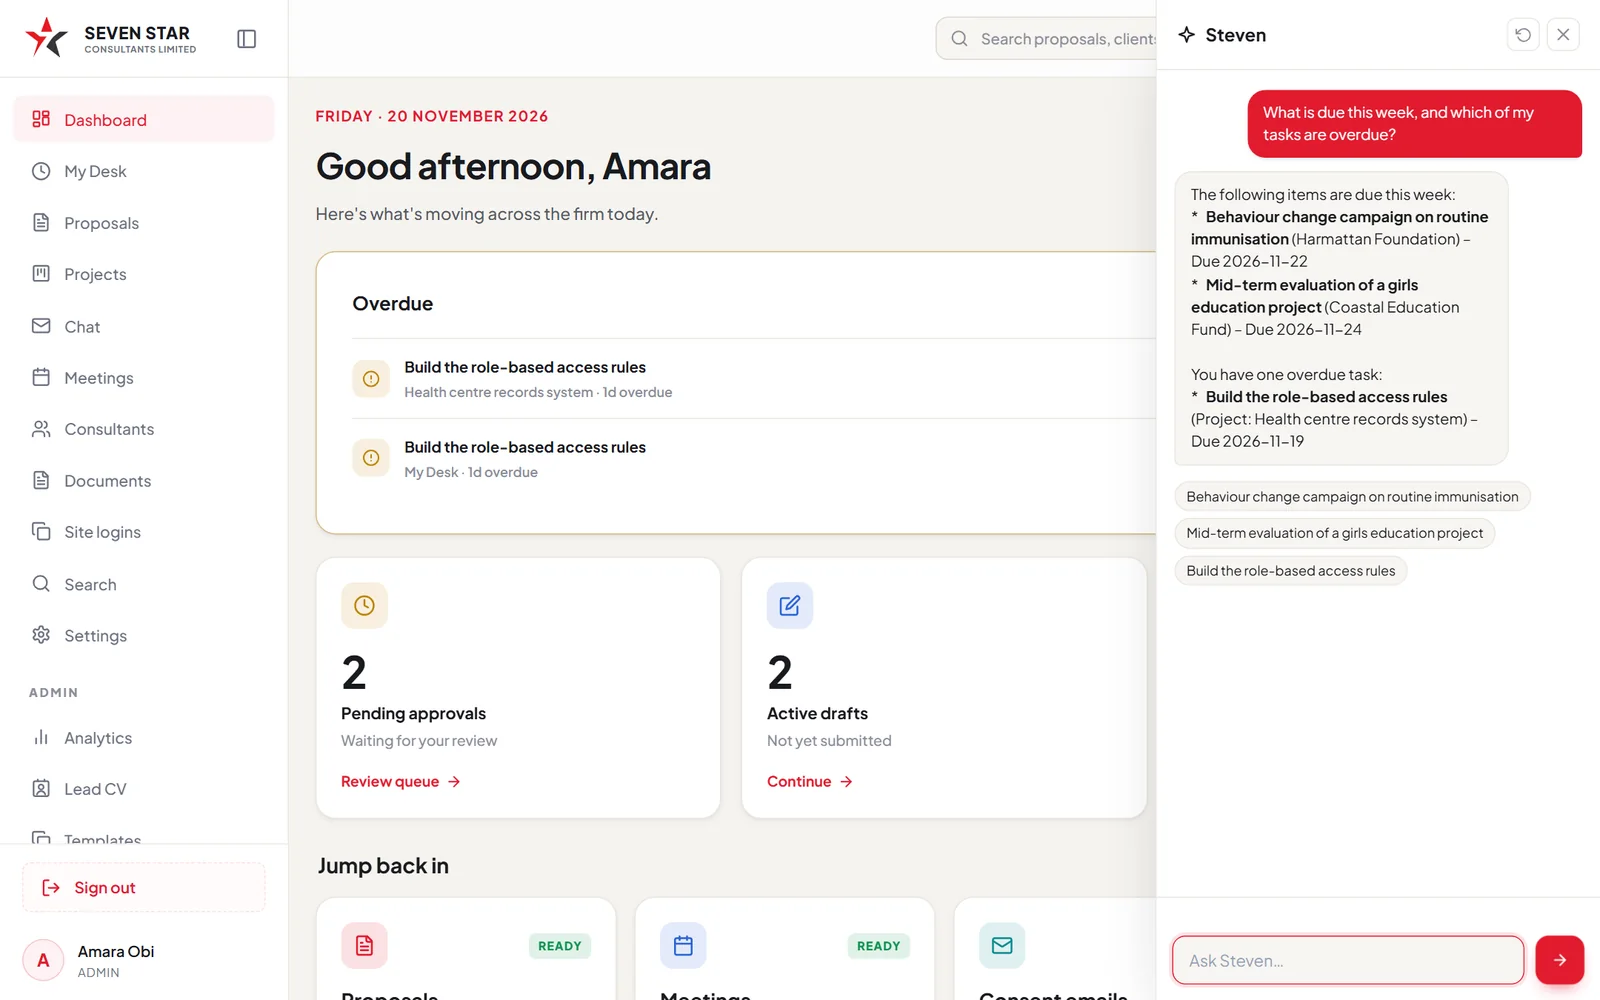 SEVEN STAR
CONSULTANTS LIMITED
Dashboard
My Desk
Proposals
Projects
Chat
Meetings
Consultants
Documents
Site logins
Search
Settings
ADMIN
Analytics
Lead CV
Templates
Sign out
A
Amara Obi
ADMIN
Search proposals, clients
FRIDAY · 20 NOVEMBER 2026
Good afternoon, Amara
Here's what's moving across the firm today.
Overdue
Build the role-based access rules
Health centre records system · 1d overdue
Build the role-based access rules
My Desk · 1d overdue
2
Pending approvals
Waiting for your review
Review queue →
2
Active drafts
Not yet submitted
Continue →
Jump back in
READY
Proposals
READY
Meetings
Consent emails
Steven
What is due this week, and which of my
tasks are overdue?
The following items are due this week:
* Behaviour change campaign on routine
immunisation (Harmattan Foundation) –
Due 2026-11-22
* Mid-term evaluation of a girls
education project (Coastal Education
Fund) – Due 2026-11-24
You have one overdue task:
* Build the role-based access rules
(Project: Health centre records system) –
Due 2026-11-19
Behaviour change campaign on routine immunisation
Mid-term evaluation of a girls education project
Build the role-based access rules
Ask Steven...